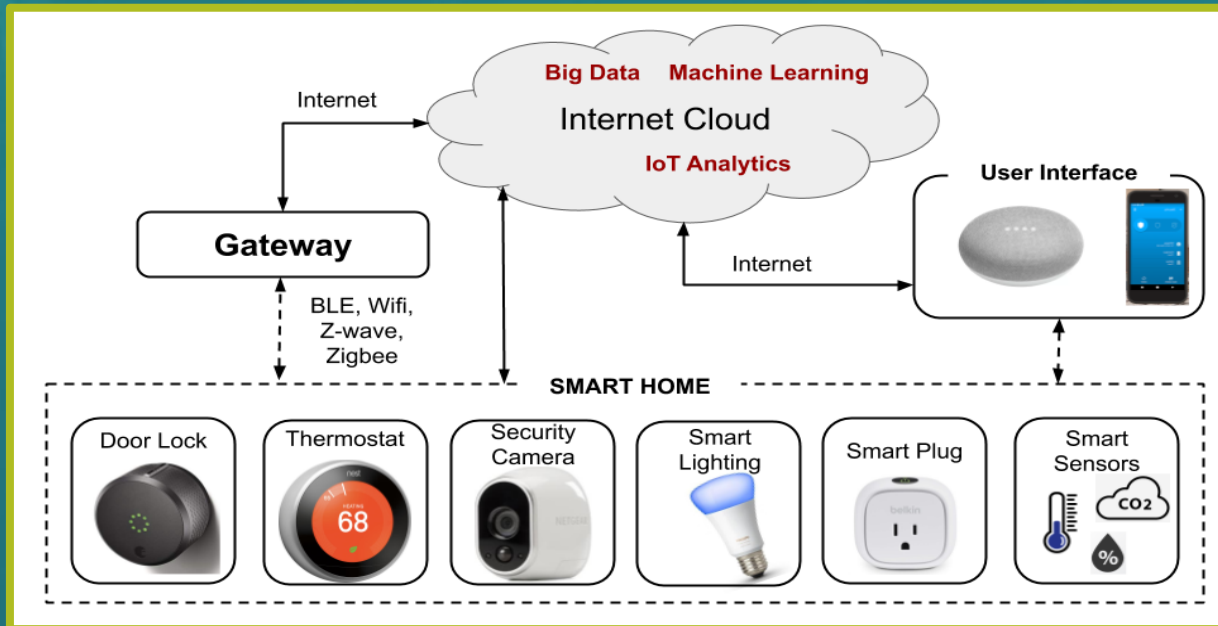 Big Data Machine Learning
Internet
Internet Cloud
IoT Analytics
User Interface
Gateway
Internet
BLE, Wifi,
Z-wave,
Zigbee
SMART HOME
Door Lock
Thermostat
Security
Camera
Smart
Lighting
Smart Plug
Smart
Sensors
nest
HEATING
68
belkin
CO2
%